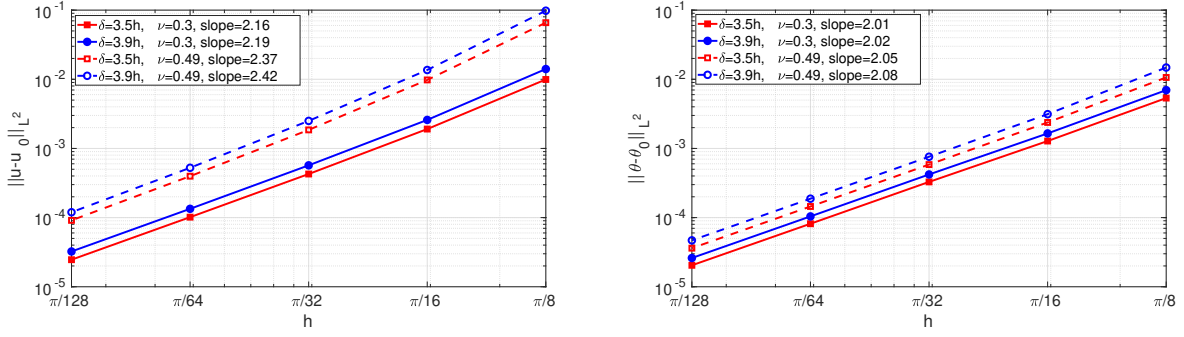 10^-1
10^-2
10^-3
10^-4
10^-5
||u-u_0||_L^2
δ=3.5h, ν=0.3, slope=2.16
δ=3.9h, ν=0.3, slope=2.19
δ=3.5h, ν=0.49, slope=2.37
δ=3.9h, ν=0.49, slope=2.42
π/128 π/64 π/32 π/16 π/8
h
10^-1
10^-2
10^-3
10^-4
10^-5
||θ-θ_0||_L^2
δ=3.5h, ν=0.3, slope=2.01
δ=3.9h, ν=0.3, slope=2.02
δ=3.5h, ν=0.49, slope=2.05
δ=3.9h, ν=0.49, slope=2.08
π/128 π/64 π/32 π/16 π/8
h